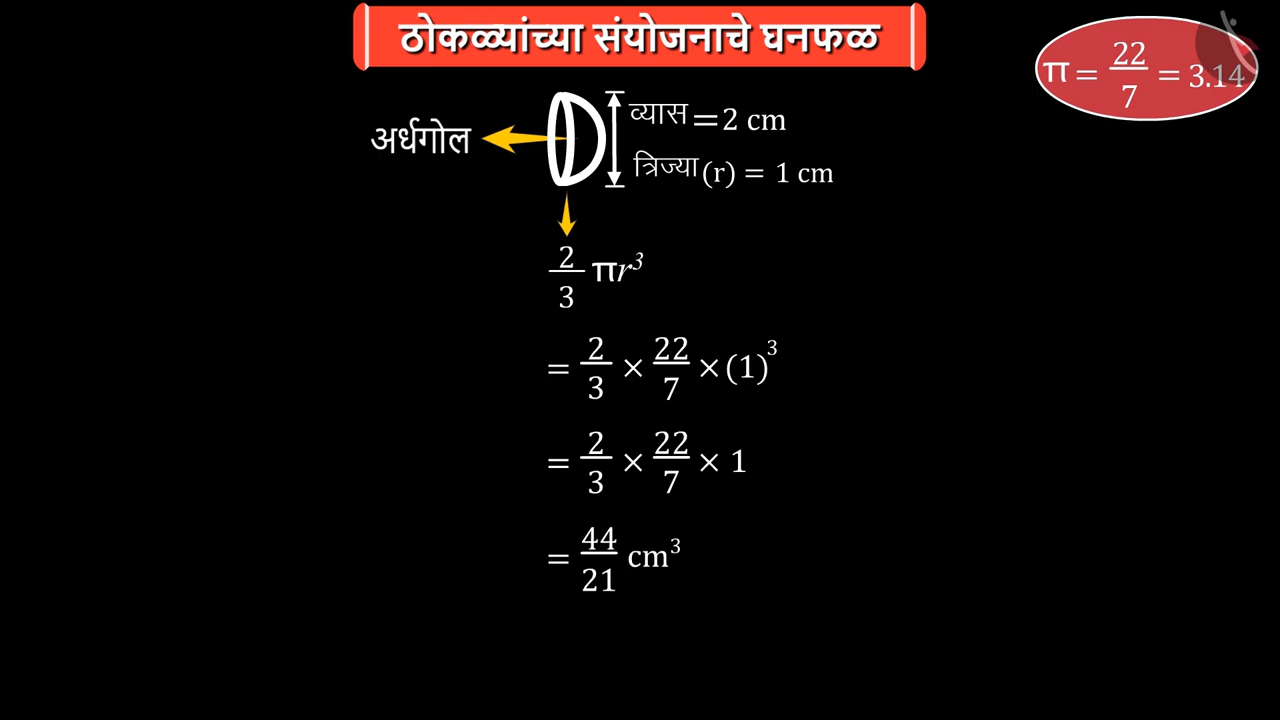 ठोकळ्यांच्या संयोजनाचे घनफळ
π = 22/7 = 3.14
व्यास = 2 cm
अर्धगोल
त्रिज्या (r) = 1 cm
2/3 πr³
= 2/3 × 22/7 × (1)³
= 2/3 × 22/7 × 1
= 44/21 cm³